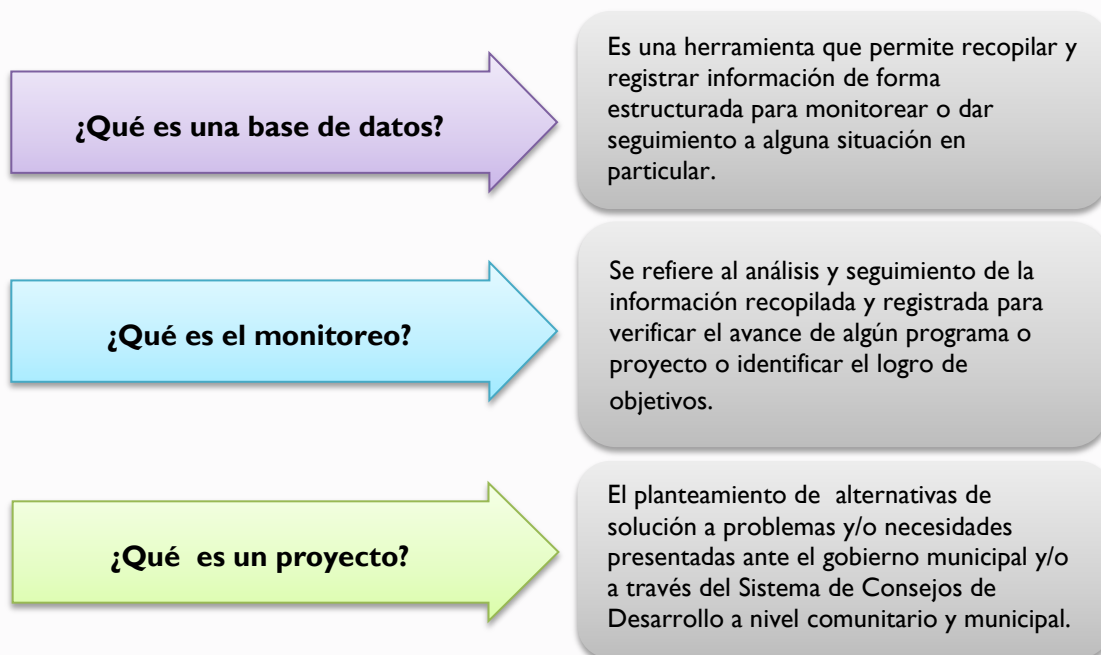 ¿Qué es una base de datos?
Es una herramienta que permite recopilar y
registrar información de forma
estructurada para monitorear o dar
seguimiento a alguna situación en
particular.
¿Qué es el monitoreo?
Se refiere al análisis y seguimiento de la
información recopilada y registrada para
verificar el avance de algún programa o
proyecto o identificar el logro de
objetivos.
¿Qué es un proyecto?
El planteamiento de alternativas de
solución a problemas y/o necesidades
presentadas ante el gobierno municipal y/o
a través del Sistema de Consejos de
Desarrollo a nivel comunitario y municipal.